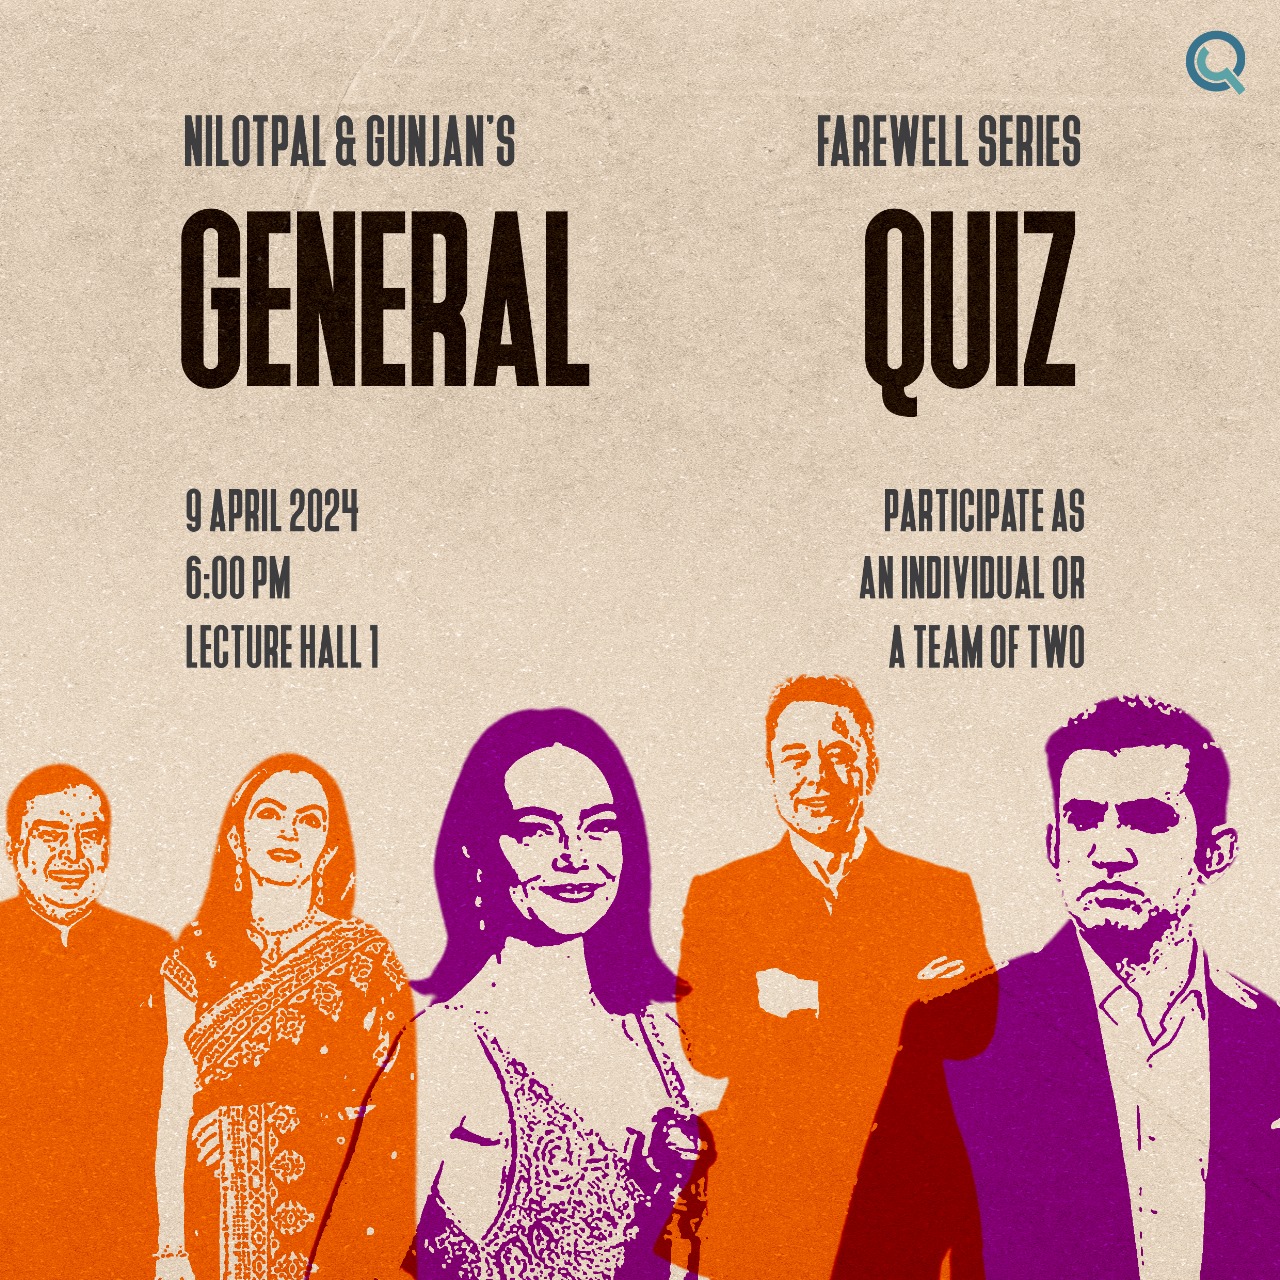 NILOTPAL & GUNJAN'S
FAREWELL SERIES
GENERAL
QUIZ
9 APRIL 2024
6:00 PM
LECTURE HALL 1
PARTICIPATE AS
AN INDIVIDUAL OR
A TEAM OF TWO